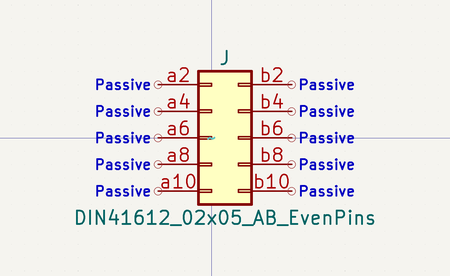 J
Passive a2 b2 Passive
Passive a4 b4 Passive
Passive a6 b6 Passive
Passive a8 b8 Passive
Passive a10 b10 Passive
DIN41612_02x05_AB_EvenPins